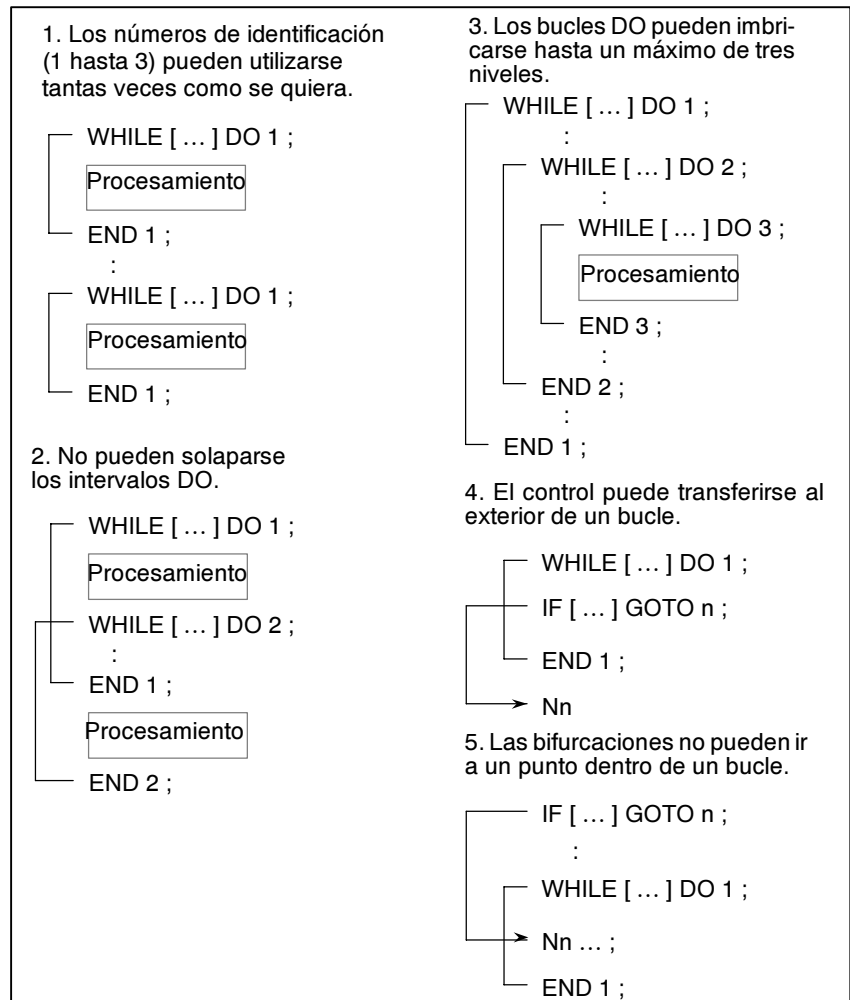 1. Los números de identificación
(1 hasta 3) pueden utilizarse
tantas veces como se quiera.
WHILE [ … ] DO 1 ;
Procesamiento
END 1 ;
:
WHILE [ … ] DO 1 ;
Procesamiento
END 1 ;
2. No pueden solaparse
los intervalos DO.
WHILE [ … ] DO 1 ;
Procesamiento
WHILE [ … ] DO 2 ;
:
END 1 ;
Procesamiento
END 2 ;
3. Los bucles DO pueden imbri-
carse hasta un máximo de tres
niveles.
WHILE [ … ] DO 1 ;
:
WHILE [ … ] DO 2 ;
:
WHILE [ … ] DO 3 ;
Procesamiento
END 3 ;
:
END 2 ;
:
END 1 ;
4. El control puede transferirse al
exterior de un bucle.
WHILE [ … ] DO 1 ;
IF [ … ] GOTO n ;
END 1 ;
Nn
5. Las bifurcaciones no pueden ir
a un punto dentro de un bucle.
IF [ … ] GOTO n ;
:
WHILE [ … ] DO 1 ;
Nn … ;
END 1 ;